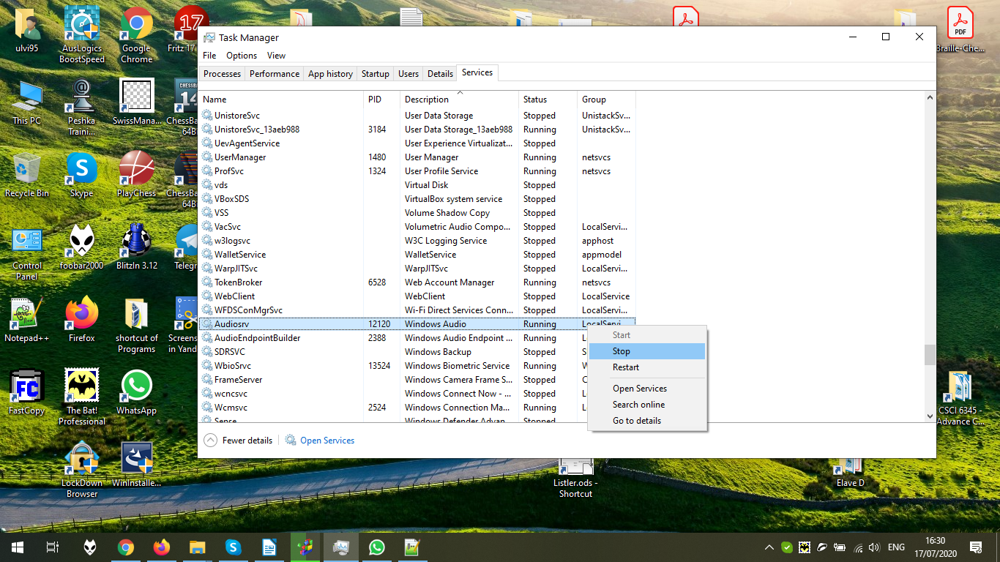 Task Manager
File Options View
Processes Performance App history Startup Users Details Services
Name PID Description Status Group
UnistoreSvc User Data Storage Stopped UnistackSv...
UnistoreSvc_13aeb988 3184 User Data Storage_13aeb988 Running UnistackSv...
UevAgentService User Experience Virtualizat... Stopped
UserManager 1480 User Manager Running netsvcs
ProfSvc 1324 User Profile Service Running netsvcs
vds Virtual Disk Stopped
VBoxSDS VirtualBox system service Stopped
VSS Volume Shadow Copy Stopped
VacSvc Volumetric Audio Compo... Stopped LocalServi...
w3logsvc W3C Logging Service Stopped apphost
WalletService WalletService Stopped appmodel
WarpJITSvc WarpJITSvc Stopped LocalServi...
TokenBroker 6528 Web Account Manager Running netsvcs
WebClient WebClient Stopped LocalService
WFDSConMgrSvc Wi-Fi Direct Services Conn... Stopped LocalServi...
Audiosrv 12120 Windows Audio Running LocalServi...
AudioEndpointBuilder 2388 Windows Audio Endpoint ... Running
SDRSVC Windows Backup Stopped
WbioSrvc 13524 Windows Biometric Service Running
FrameServer Windows Camera Frame S... Stopped
wcncsvc Windows Connect Now - ... Stopped
Wcmsvc 2524 Windows Connection Ma... Running
Sense Windows Defender Advan... Stopped
Start
Stop
Restart
Open Services
Search online
Go to details
Fewer details Open Services
ulvi95
AusLogics
BoostSpeed
Google
Chrome
17
Fritz 17
This PC
Peshka
Traini...
SwissMana...
CHESSBA
14
ChessBa
64B
Recycle Bin
Skype
PlayChess
ChessBa
64B
Control
Panel
foobar2000
BlitzIn 3.12
Telegr
Notepad++
Firefox
shortcut of
Programs
Screens
in Yand
FC
FastCopy
The Bat!
Professional
WhatsApp
LockDown
Browser
WinInstalle...
Listler.ods -
Shortcut
Elave D
PDF
Braille-Che...
CSCI 6345 -
Advance C...
ENG
16:30
17/07/2020